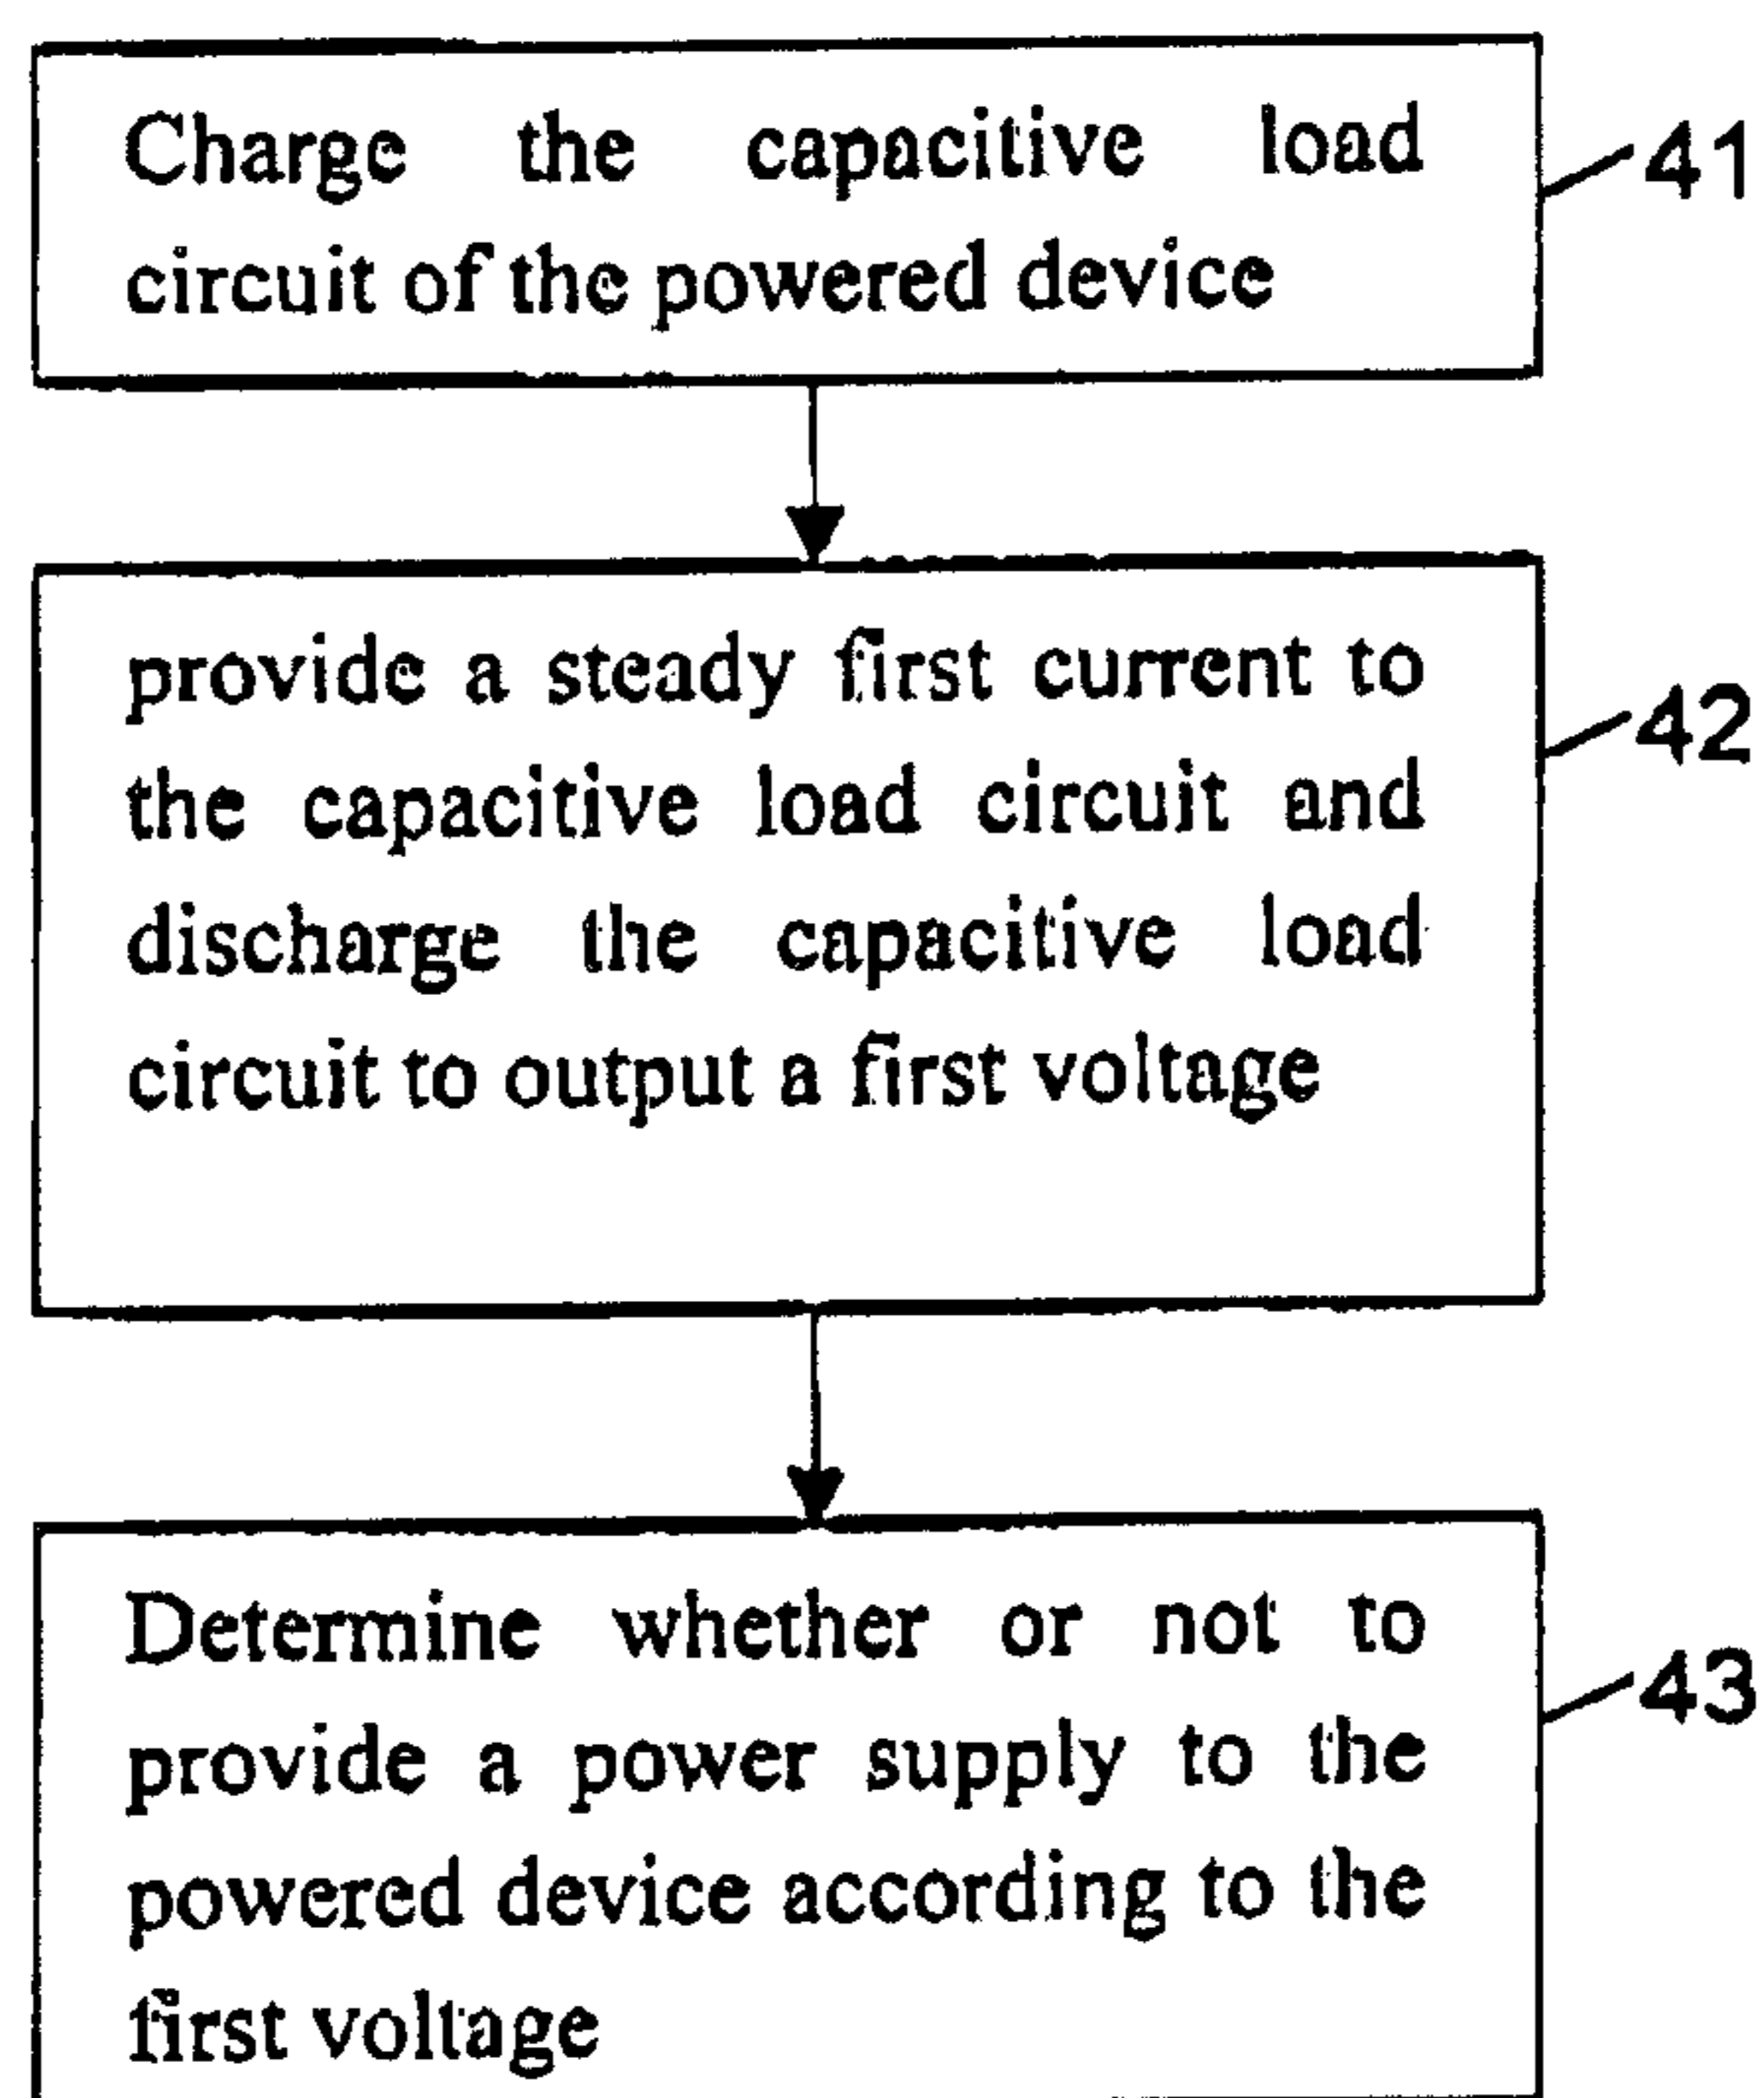 Charge the capacitive load
circuit of the powered device
41
provide a steady first current to
the capacitive load circuit and
discharge the capacitive load
circuit to output a first voltage
42
Determine whether or not to
provide a power supply to the
powered device according to the
first voltage
43